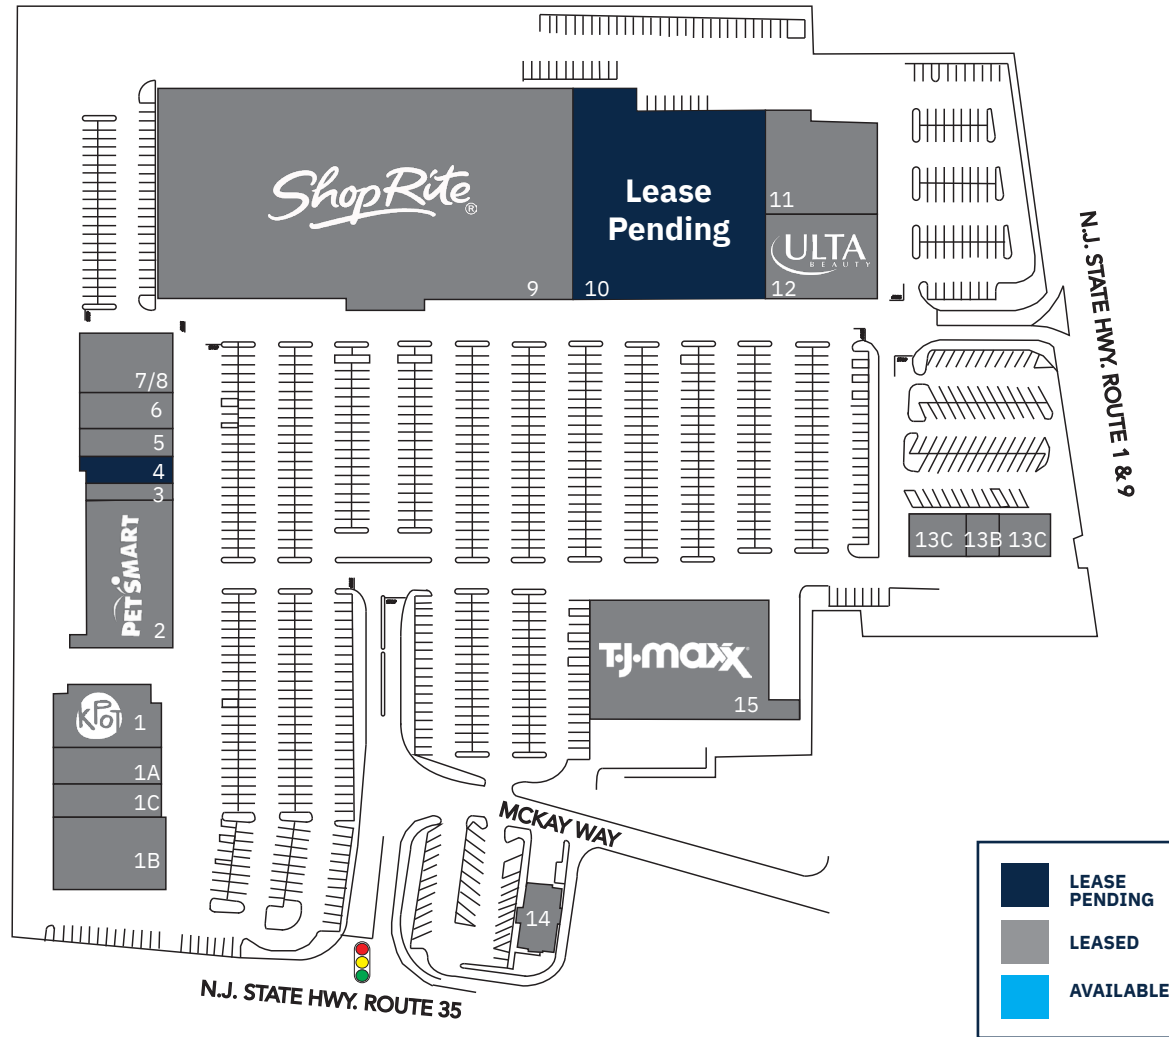 ShopRite®
Lease
Pending
9
10
11
ULTA
BEAUTY
12
N.J. STATE HWY. ROUTE 1 & 9
7/8
6
5
4
3
PETSMART
2
13C
13B
13C
T·J·maxx
15
KPOT
1
1A
1C
1B
MCKAY WAY
14
N.J. STATE HWY. ROUTE 35
LEASE
PENDING
LEASED
AVAILABLE